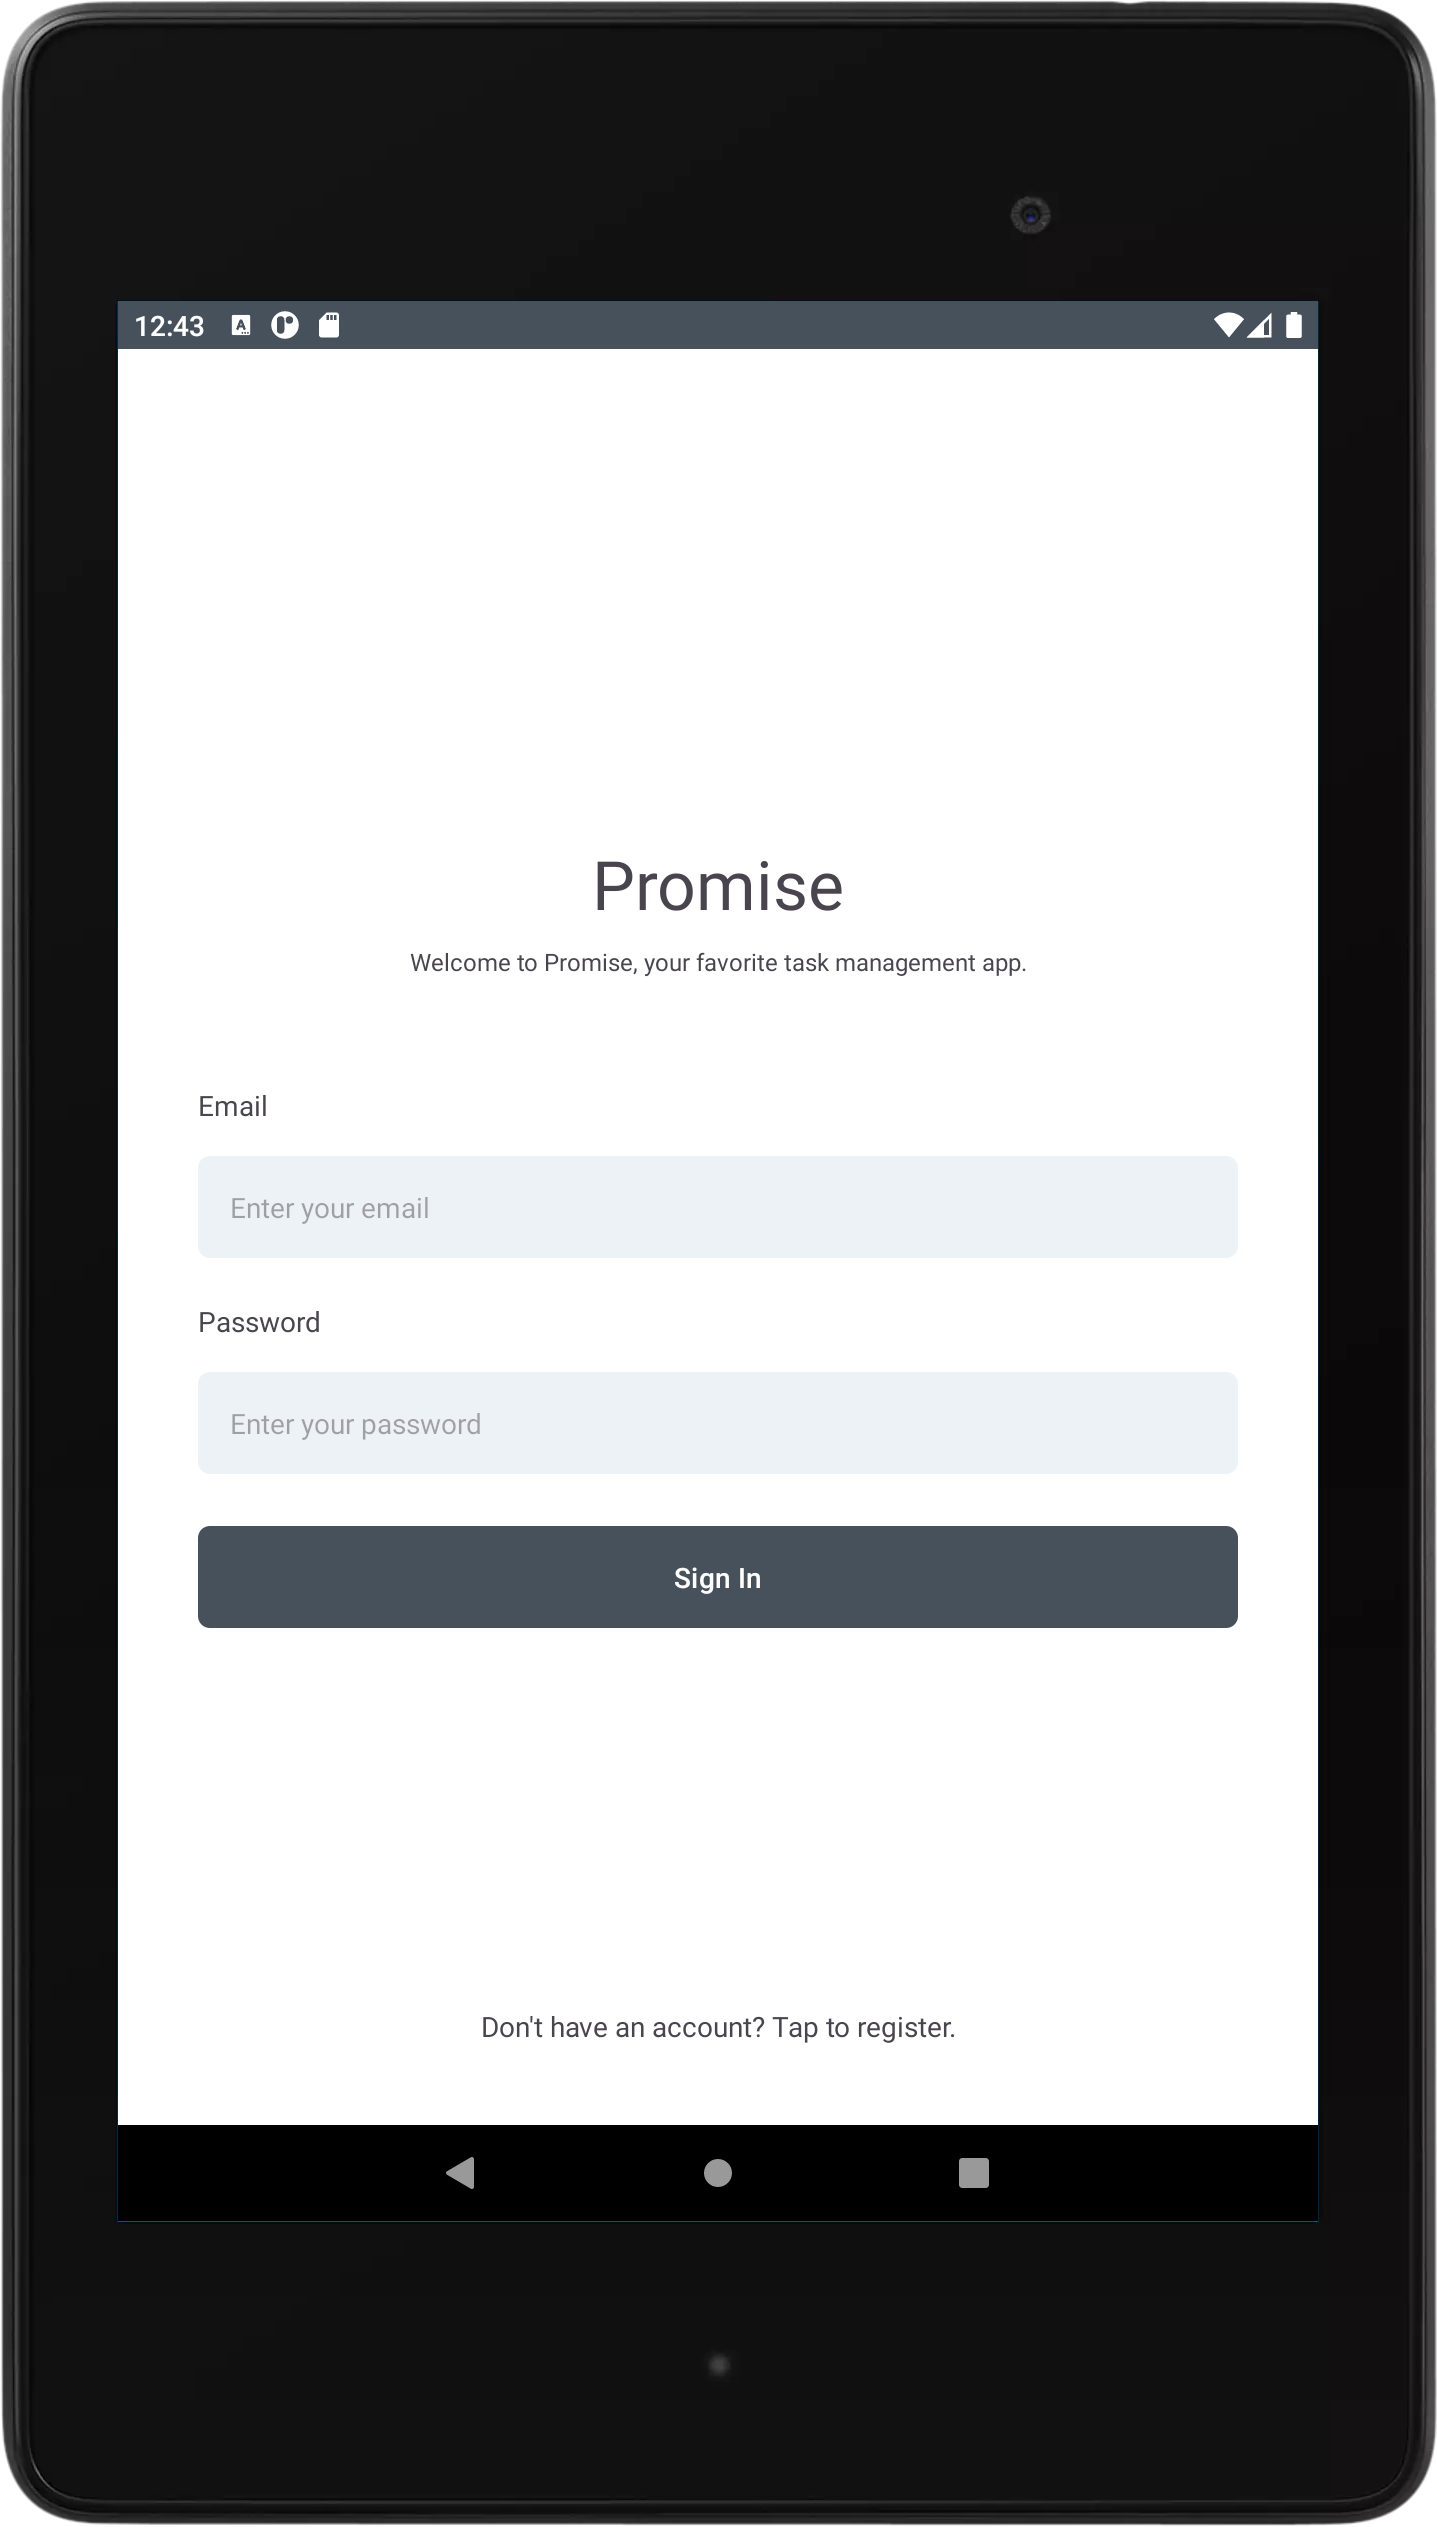 12:43
Promise
Welcome to Promise, your favorite task management app.
Email
Enter your email
Password
Enter your password
Sign In
Don't have an account? Tap to register.